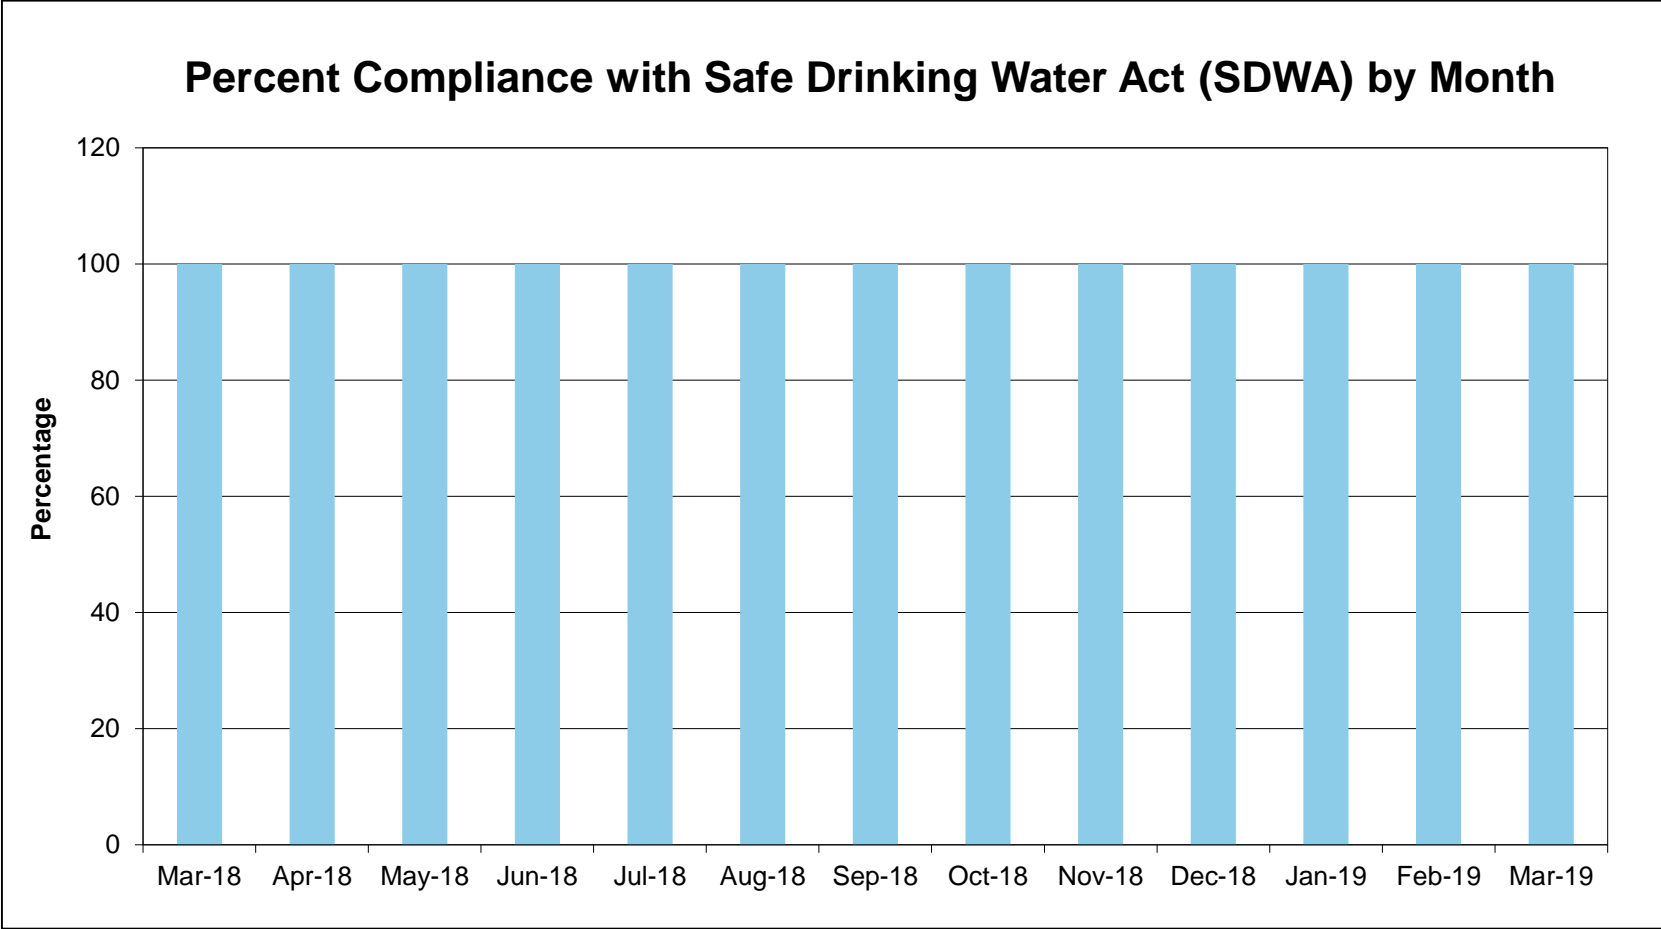 Percent Compliance with Safe Drinking Water Act (SDWA) by Month
120
100
80
60
40
20
0
Percentage
Mar-18 Apr-18 May-18 Jun-18 Jul-18 Aug-18 Sep-18 Oct-18 Nov-18 Dec-18 Jan-19 Feb-19 Mar-19